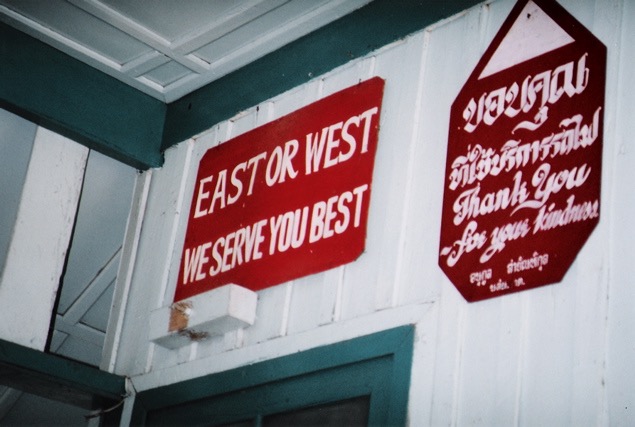 EAST OR WEST
WE SERVE YOU BEST
ขอบคุณ
ที่ใช้บริการรถไฟ
Thank You
for your kindness